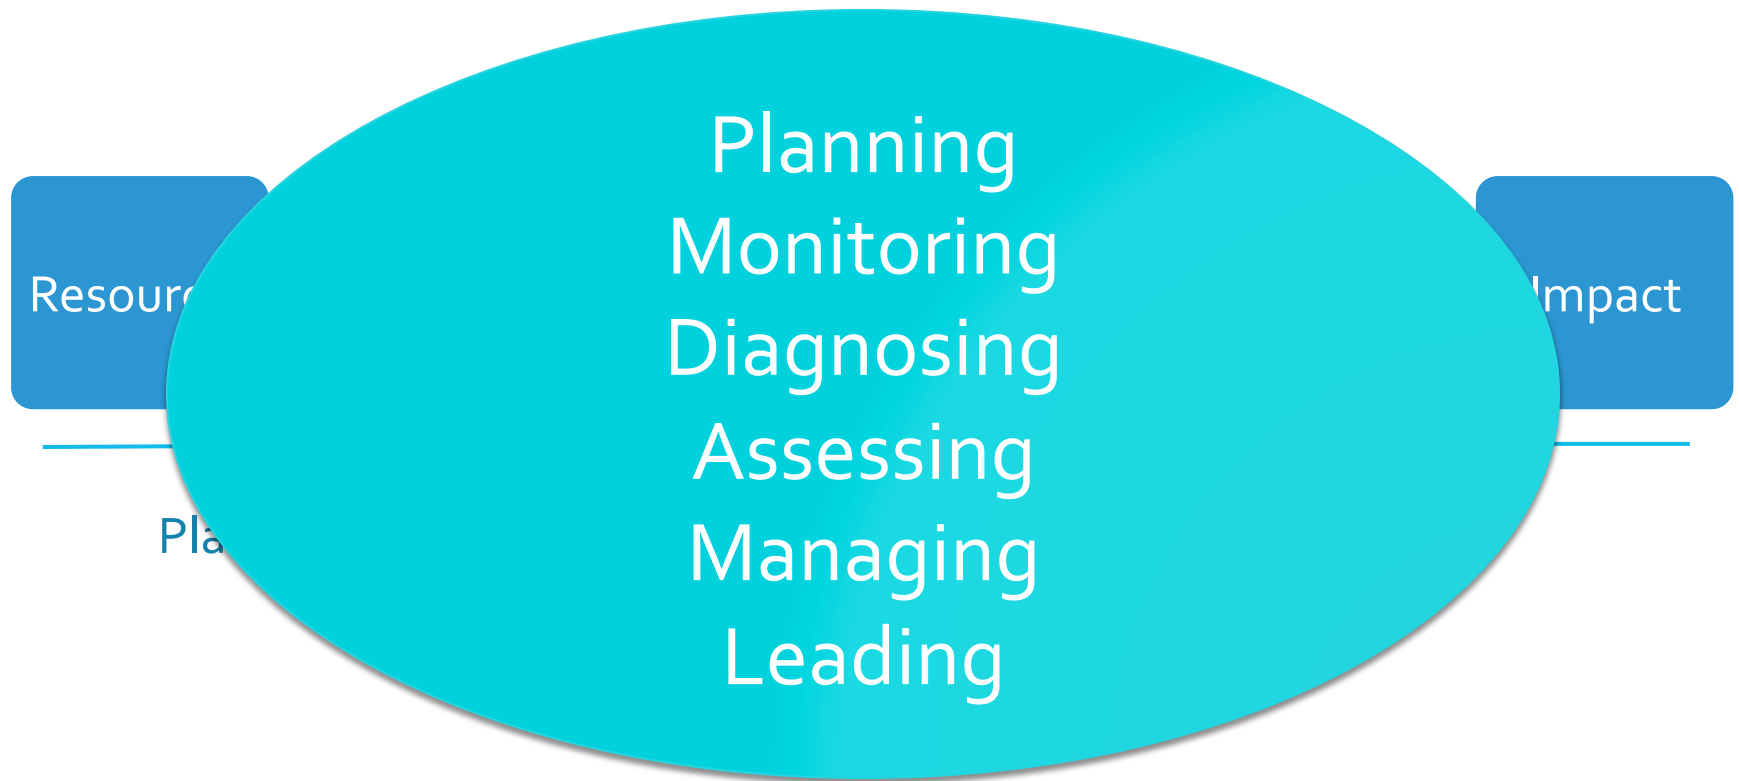 Planning
Monitoring
Diagnosing
Assessing
Managing
Leading